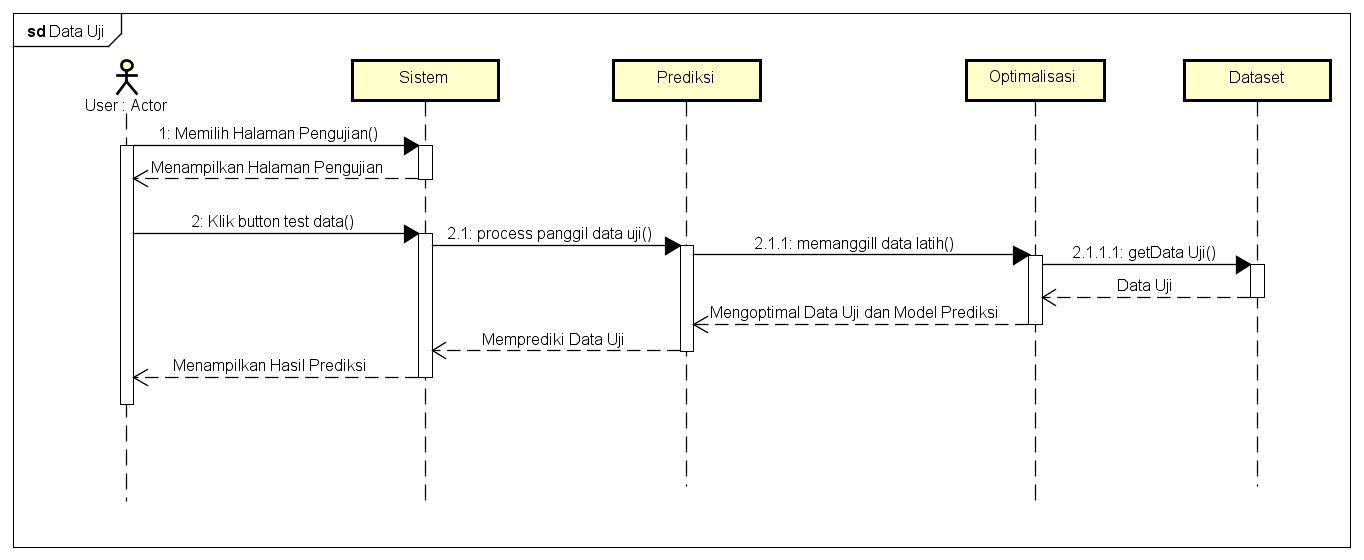 sd Data Uji
Sistem
Prediksi
Optimalisasi
Dataset
User : Actor
1: Memilih Halaman Pengujian()
Menampilkan Halaman Pengujian
2: Klik button test data()
2.1: process panggil data uji()
2.1.1: memanggill data latih()
2.1.1.1: getData Uji()
Data Uji
Mengoptimal Data Uji dan Model Prediksi
Memprediki Data Uji
Menampilkan Hasil Prediksi